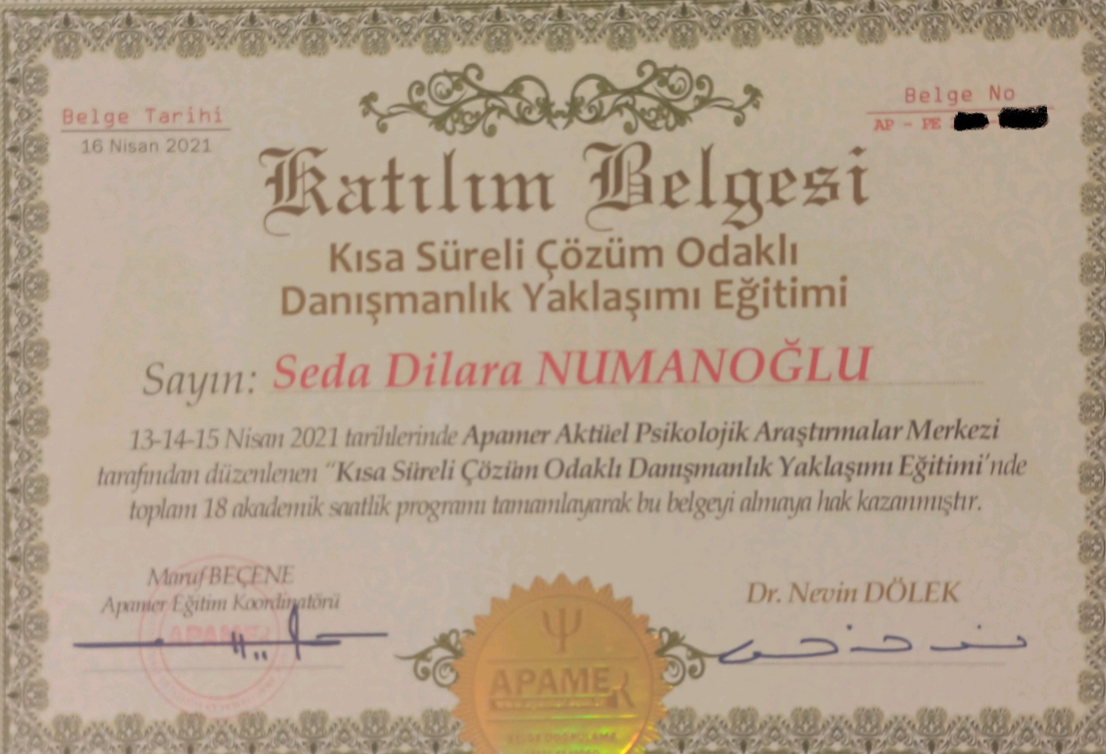 Belge Tarihi
16 Nisan 2021
Belge No
AP - PE
Katılım Belgesi
Kısa Süreli Çözüm Odaklı
Danışmanlık Yaklaşımı Eğitimi
Sayın: Seda Dilara NUMANOĞLU
13-14-15 Nisan 2021 tarihlerinde Apamer Aktüel Psikolojik Araştırmalar Merkezi
tarafından düzenlenen "Kısa Süreli Çözüm Odaklı Danışmanlık Yaklaşımı Eğitimi'nde
toplam 18 akademik saatlik programı tamamlayarak bu belgeyi almaya hak kazanmıştır.
Maruf BEÇENE
Apamer Eğitim Koordinatörü
APAMER
Dr. Nevin DÖLEK
Ψ
APAMER